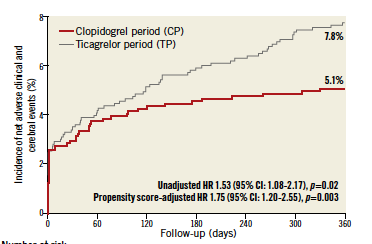 8
Clopidogrel period (CP)
Ticagrelor period (TP)
7.8%
6
5.1%
4
2
0
Incidence of net adverse clinical and
cerebral events (%)
Unadjusted HR 1.53 (95% CI: 1.08-2.17), p=0.02
Propensity score-adjusted HR 1.75 (95% CI: 1.20-2.55), p=0.003
0 60 120 180 240 300 360
Follow-up (days)